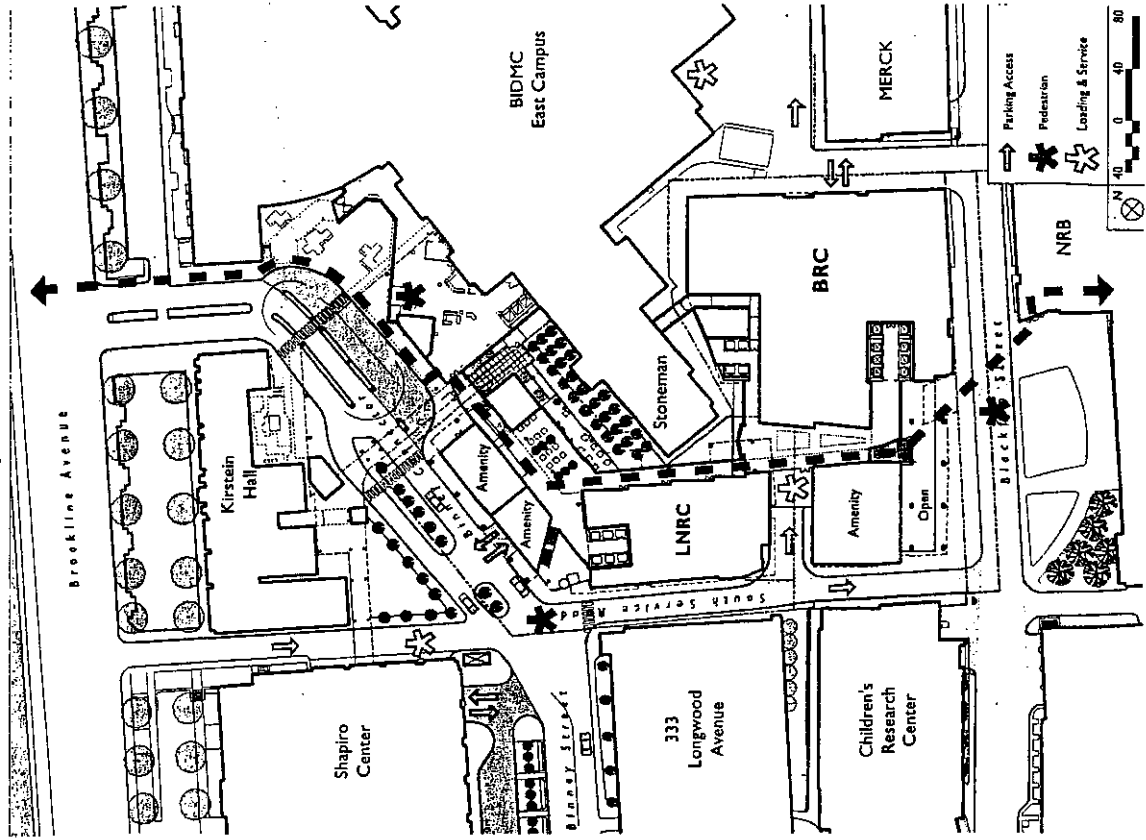 Brookline Avenue
Kirstein
Hall
BIDMC
East Campus
Shapiro
Center
Amenity
Amenity
Binney Street
Stoneman
LNRC
South Service Road
333
Longwood
Avenue
BRC
MERCK
Amenity
Open
Children's
Research
Center
Blackfan Street
NRB
Parking Access
Pedestrian
Loading & Service
N
40 0 40 80